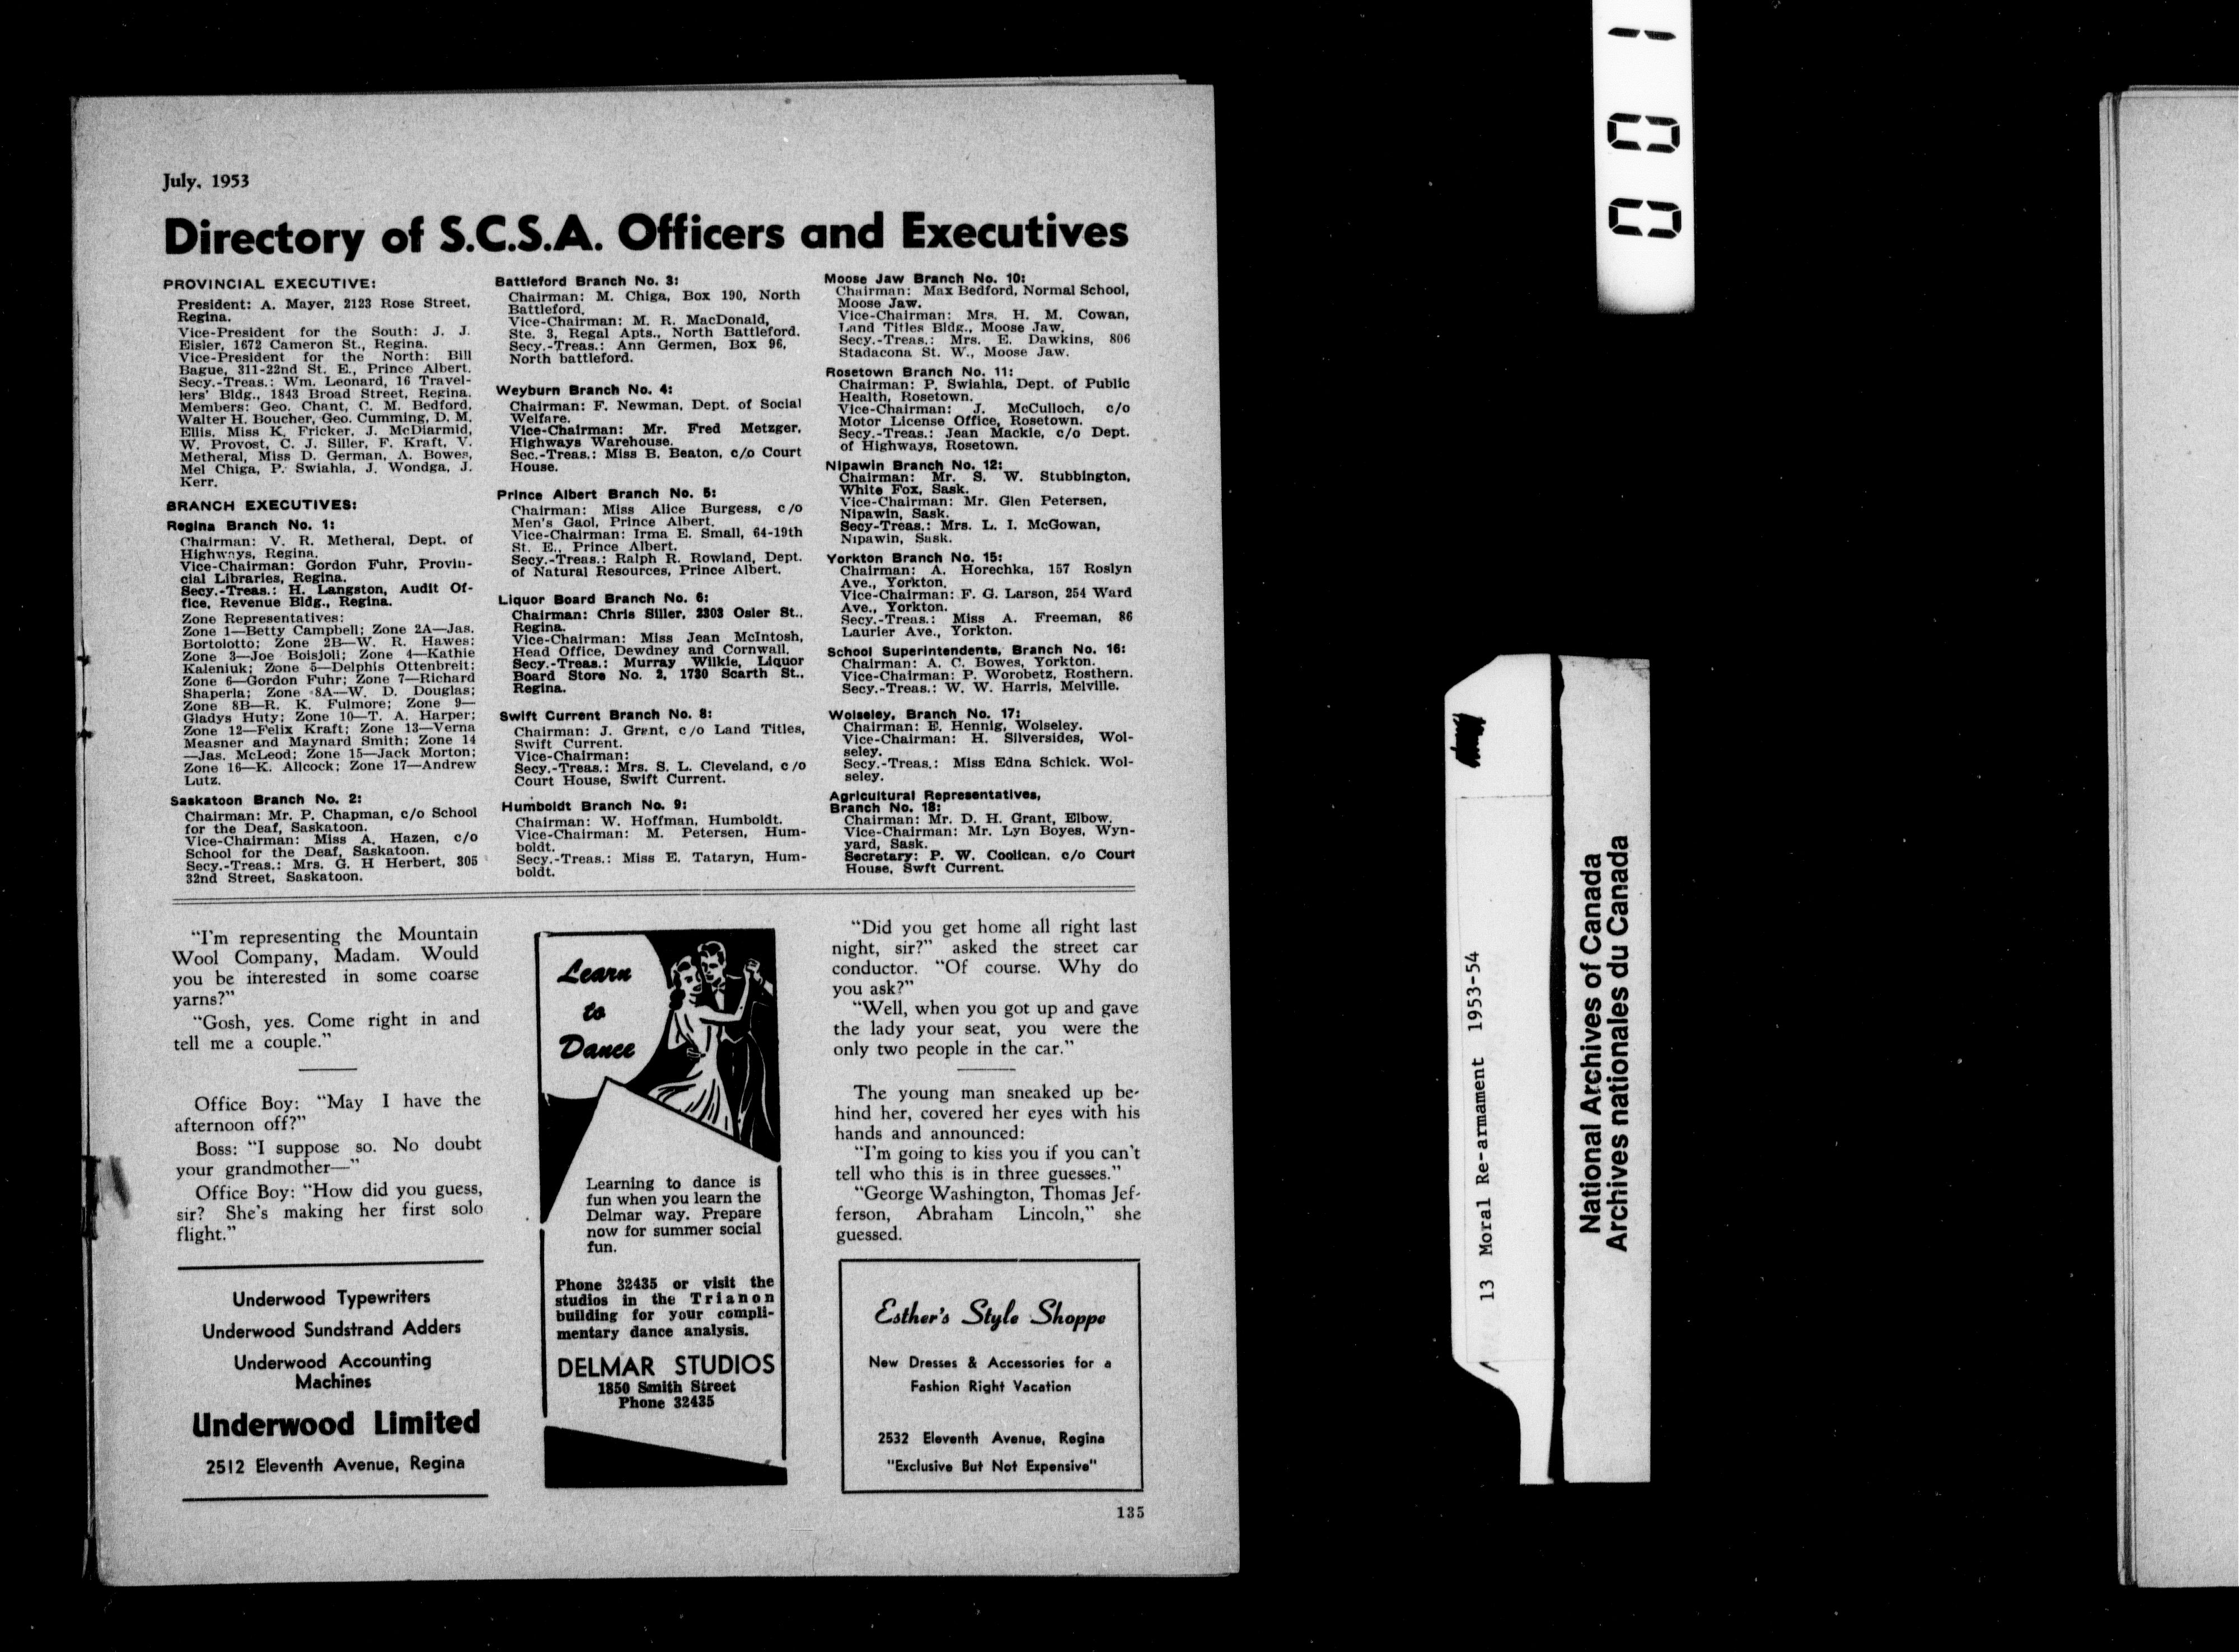 July, 1953
Directory of S.C.S.A. Officers and Executives
PROVINCIAL EXECUTIVE:
President: A. Mayer, 2123 Rose Street,
Regina.
Vice-President for the South: J. J.
Eisler, 1672 Cameron St., Regina.
Vice-President for the North: Bill
Bague, 311-22nd St. E., Prince Albert.
Secy.-Treas.: Wm. Leonard, 16 Travel-
lers' Bldg., 1843 Broad Street, Regina.
Members: Geo. Chant, C. M. Bedford,
Walter H. Boucher, Geo. Cumming, D. M.
Ellis, Miss K. Fricker, J. McDiarmid,
W. Provost, C. J. Siller, F. Kraft, V.
Metheral, Miss D. German, A. Bowes,
Mel Chiga, P. Swiahla, J. Wondga, J.
Kerr.
BRANCH EXECUTIVES:
Regina Branch No. 1:
Chairman: V. R. Metheral, Dept. of
Highways, Regina.
Vice-Chairman: Gordon Fuhr, Provin-
cial Libraries, Regina.
Secy.-Treas.: H. Langston, Audit Of-
fice, Revenue Bldg., Regina.
Zone Representatives:
Zone 1—Betty Campbell; Zone 2A—Jas.
Bortolotto; Zone 2B—W. R. Hawes;
Zone 3—Joe Boisjoli; Zone 4—Kathie
Kaleniuk; Zone 5—Delphis Ottenbreit;
Zone 6—Gordon Fuhr; Zone 7—Richard
Shaperla; Zone 8A—W. D. Douglas;
Zone 8B—R. K. Fulmore; Zone 9—
Gladys Huty; Zone 10—T. A. Harper;
Zone 12—Felix Kraft; Zone 13—Verna
Measner and Maynard Smith; Zone 14
—Jas. McLeod; Zone 15—Jack Morton;
Zone 16—K. Allcock; Zone 17—Andrew
Lutz.
Saskatoon Branch No. 2:
Chairman: Mr. P. Chapman, c/o School
for the Deaf, Saskatoon.
Vice-Chairman: Miss A. Hazen, c/o
School for the Deaf, Saskatoon.
Secy.-Treas.: Mrs. G. H Herbert, 305
32nd Street, Saskatoon.
Battleford Branch No. 3:
Chairman: M. Chiga, Box 190, North
Battleford.
Vice-Chairman: M. R. MacDonald,
Ste. 3, Regal Apts., North Battleford.
Secy.-Treas.: Ann Germen, Box 96,
North battleford.
Weyburn Branch No. 4:
Chairman: F. Newman, Dept. of Social
Welfare.
Vice-Chairman: Mr. Fred Metzger,
Highways Warehouse.
Sec.-Treas.: Miss B. Beaton, c/o Court
House.
Prince Albert Branch No. 5:
Chairman: Miss Alice Burgess, c/o
Men's Gaol, Prince Albert.
Vice-Chairman: Irma E. Small, 64-19th
St. E., Prince Albert.
Secy.-Treas.: Ralph R. Rowland, Dept.
of Natural Resources, Prince Albert.
Liquor Board Branch No. 6:
Chairman: Chris Siller, 2303 Osler St.,
Regina.
Vice-Chairman: Miss Jean McIntosh,
Head Office, Dewdney and Cornwall.
Secy.-Treas.: Murray Wilkie, Liquor
Board Store No. 2, 1730 Scarth St.,
Regina.
Swift Current Branch No. 8:
Chairman: J. Grant, c/o Land Titles,
Swift Current.
Vice-Chairman:
Secy.-Treas.: Mrs. S. L. Cleveland, c/o
Court House, Swift Current.
Humboldt Branch No. 9:
Chairman: W. Hoffman, Humboldt.
Vice-Chairman: M. Petersen, Hum-
boldt.
Secy.-Treas.: Miss E. Tataryn, Hum-
boldt.
Moose Jaw Branch No. 10:
Chairman: Max Bedford, Normal School,
Moose Jaw.
Vice-Chairman: Mrs. H. M. Cowan,
Land Titles Bldg., Moose Jaw.
Secy.-Treas.: Mrs. E. Dawkins, 806
Stadacona St. W., Moose Jaw.
Rosetown Branch No. 11:
Chairman: P. Swiahla, Dept. of Public
Health, Rosetown.
Vice-Chairman: J. McCulloch, c/o
Motor License Office, Rosetown.
Secy.-Treas.: Jean Mackie, c/o Dept.
of Highways, Rosetown.
Nipawin Branch No. 12:
Chairman: Mr. S. W. Stubbington,
White Fox, Sask.
Vice-Chairman: Mr. Glen Petersen,
Nipawin, Sask.
Secy-Treas.: Mrs. L. I. McGowan,
Nipawin, Sask.
Yorkton Branch No. 15:
Chairman: A. Horechka, 157 Roslyn
Ave., Yorkton.
Vice-Chairman: F. G. Larson, 254 Ward
Ave., Yorkton.
Secy.-Treas.: Miss A. Freeman, 86
Laurier Ave., Yorkton.
School Superintendents, Branch No. 16:
Chairman: A. C. Bowes, Yorkton.
Vice-Chairman: P. Worobetz, Rosthern.
Secy.-Treas.: W. W. Harris, Melville.
Wolseley, Branch No. 17:
Chairman: E. Hennig, Wolseley.
Vice-Chairman: H. Silversides, Wol-
seley.
Secy.-Treas.: Miss Edna Schick, Wol-
seley.
Agricultural Representatives,
Branch No. 18:
Chairman: Mr. D. H. Grant, Elbow.
Vice-Chairman: Mr. Lyn Boyes, Wyn-
yard, Sask.
Secretary: P. W. Coolican, c/o Court
House, Swft Current.
"I'm representing the Mountain
Wool Company, Madam. Would
you be interested in some coarse
yarns?"
"Gosh, yes. Come right in and
tell me a couple."
Office Boy: "May I have the
afternoon off?"
Boss: "I suppose so. No doubt
your grandmother—"
Office Boy: "How did you guess,
sir? She's making her first solo
flight."
Underwood Typewriters
Underwood Sundstrand Adders
Underwood Accounting
Machines
Underwood Limited
2512 Eleventh Avenue, Regina
Learn
to
Dance
Learning to dance is
fun when you learn the
Delmar way. Prepare
now for summer social
fun.
Phone 32435 or visit the
studios in the Trianon
building for your compli-
mentary dance analysis.
DELMAR STUDIOS
1850 Smith Street
Phone 32435
"Did you get home all right last
night, sir?" asked the street car
conductor. "Of course. Why do
you ask?"
"Well, when you got up and gave
the lady your seat, you were the
only two people in the car."
The young man sneaked up be-
hind her, covered her eyes with his
hands and announced:
"I'm going to kiss you if you can't
tell who this is in three guesses."
"George Washington, Thomas Jef-
ferson, Abraham Lincoln," she
guessed.
Esther's Style Shoppe
New Dresses & Accessories for a
Fashion Right Vacation
2532 Eleventh Avenue, Regina
"Exclusive But Not Expensive"
135
001
13 Moral Re-armament 1953-54
National Archives of Canada
Archives nationales du Canada